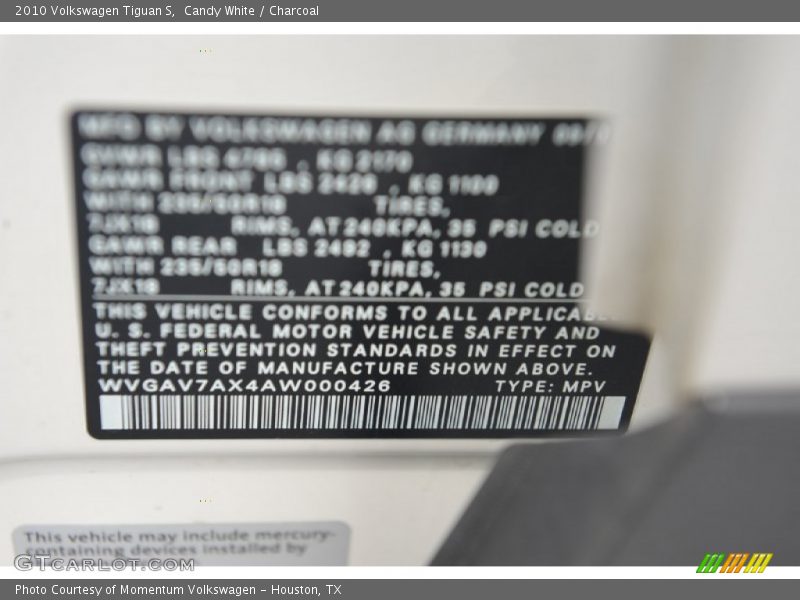 2010 Volkswagen Tiguan S, Candy White / Charcoal
MFD BY VOLKSWAGEN AG GERMANY
GVWR LBS 4785 , KG 2170
GAWR FRONT LBS 2426 , KG 1100
WITH 235/60R18 TIRES,
7JX18 RIMS, AT 240KPA, 35 PSI COLD
GAWR REAR LBS 2492 , KG 1130
WITH 235/60R18 TIRES,
7JX18 RIMS, AT 240KPA, 35 PSI COLD
THIS VEHICLE CONFORMS TO ALL APPLICABLE
U. S. FEDERAL MOTOR VEHICLE SAFETY AND
THEFT PREVENTION STANDARDS IN EFFECT ON
THE DATE OF MANUFACTURE SHOWN ABOVE.
WVGAV7AX4AW000426 TYPE: MPV
This vehicle may include mercury-
containing devices installed by
GTcarlot.com
Photo Courtesy of Momentum Volkswagen - Houston, TX